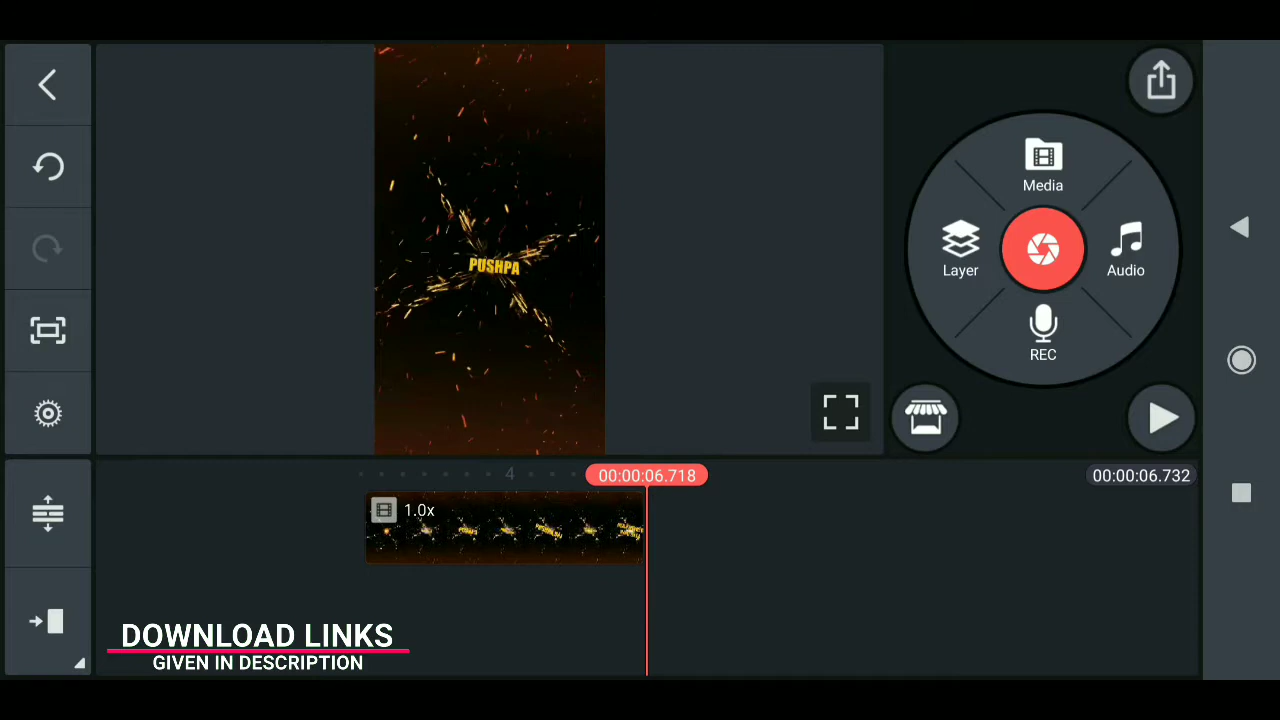 Media
Layer
Audio
REC
PUSHPA
4
00:00:06.718
00:00:06.732
1.0x
DOWNLOAD LINKS
GIVEN IN DESCRIPTION